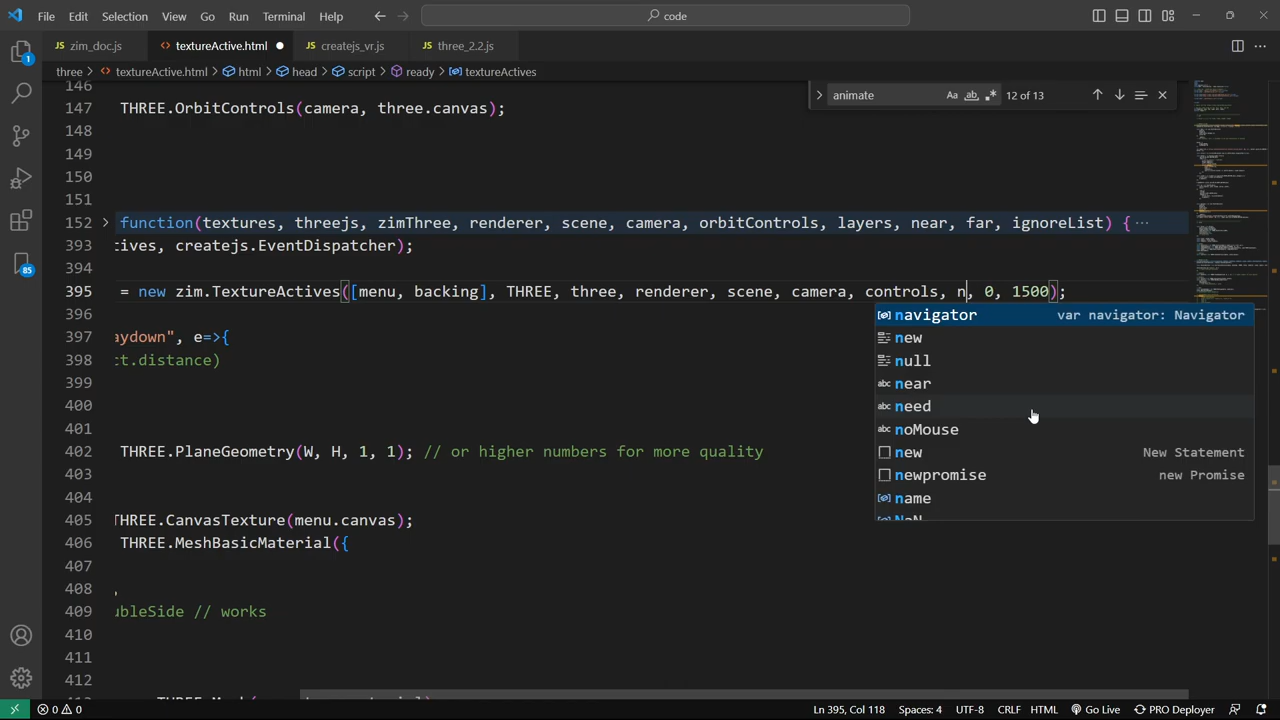 File Edit Selection View Go Run Terminal Help code
1 zim_doc.js textureActive.html createjs_vr.js three_2.2.js
three > textureActive.html > html > head > script > ready > textureActives
146
animate ab 12 of 13
147 THREE.OrbitControls(camera, three.canvas);
148
149
150
151
152 function(textures, threejs, zimThree, renderer, scene, camera, orbitControls, layers, near, far, ignoreList) {…
393 tives, createjs.EventDispatcher);
394
395 = new zim.TextureActives([menu, backing], THREE, three, renderer, scene, camera, controls, n, 0, 1500);
396
navigator var navigator: Navigator
397 aydown", e=>{
new
398 ct.distance)
null
399
near
400
need
401
noMouse
402 THREE.PlaneGeometry(W, H, 1, 1); // or higher numbers for more quality
new New Statement
403
newpromise new Promise
404
name
405 THREE.CanvasTexture(menu.canvas);
NaN
406 THREE.MeshBasicMaterial({
407
408 ,
409 ubleSide // works
410
411
412
85
0 0 Ln 395, Col 118 Spaces: 4 UTF-8 CRLF HTML Go Live PRO Deployer